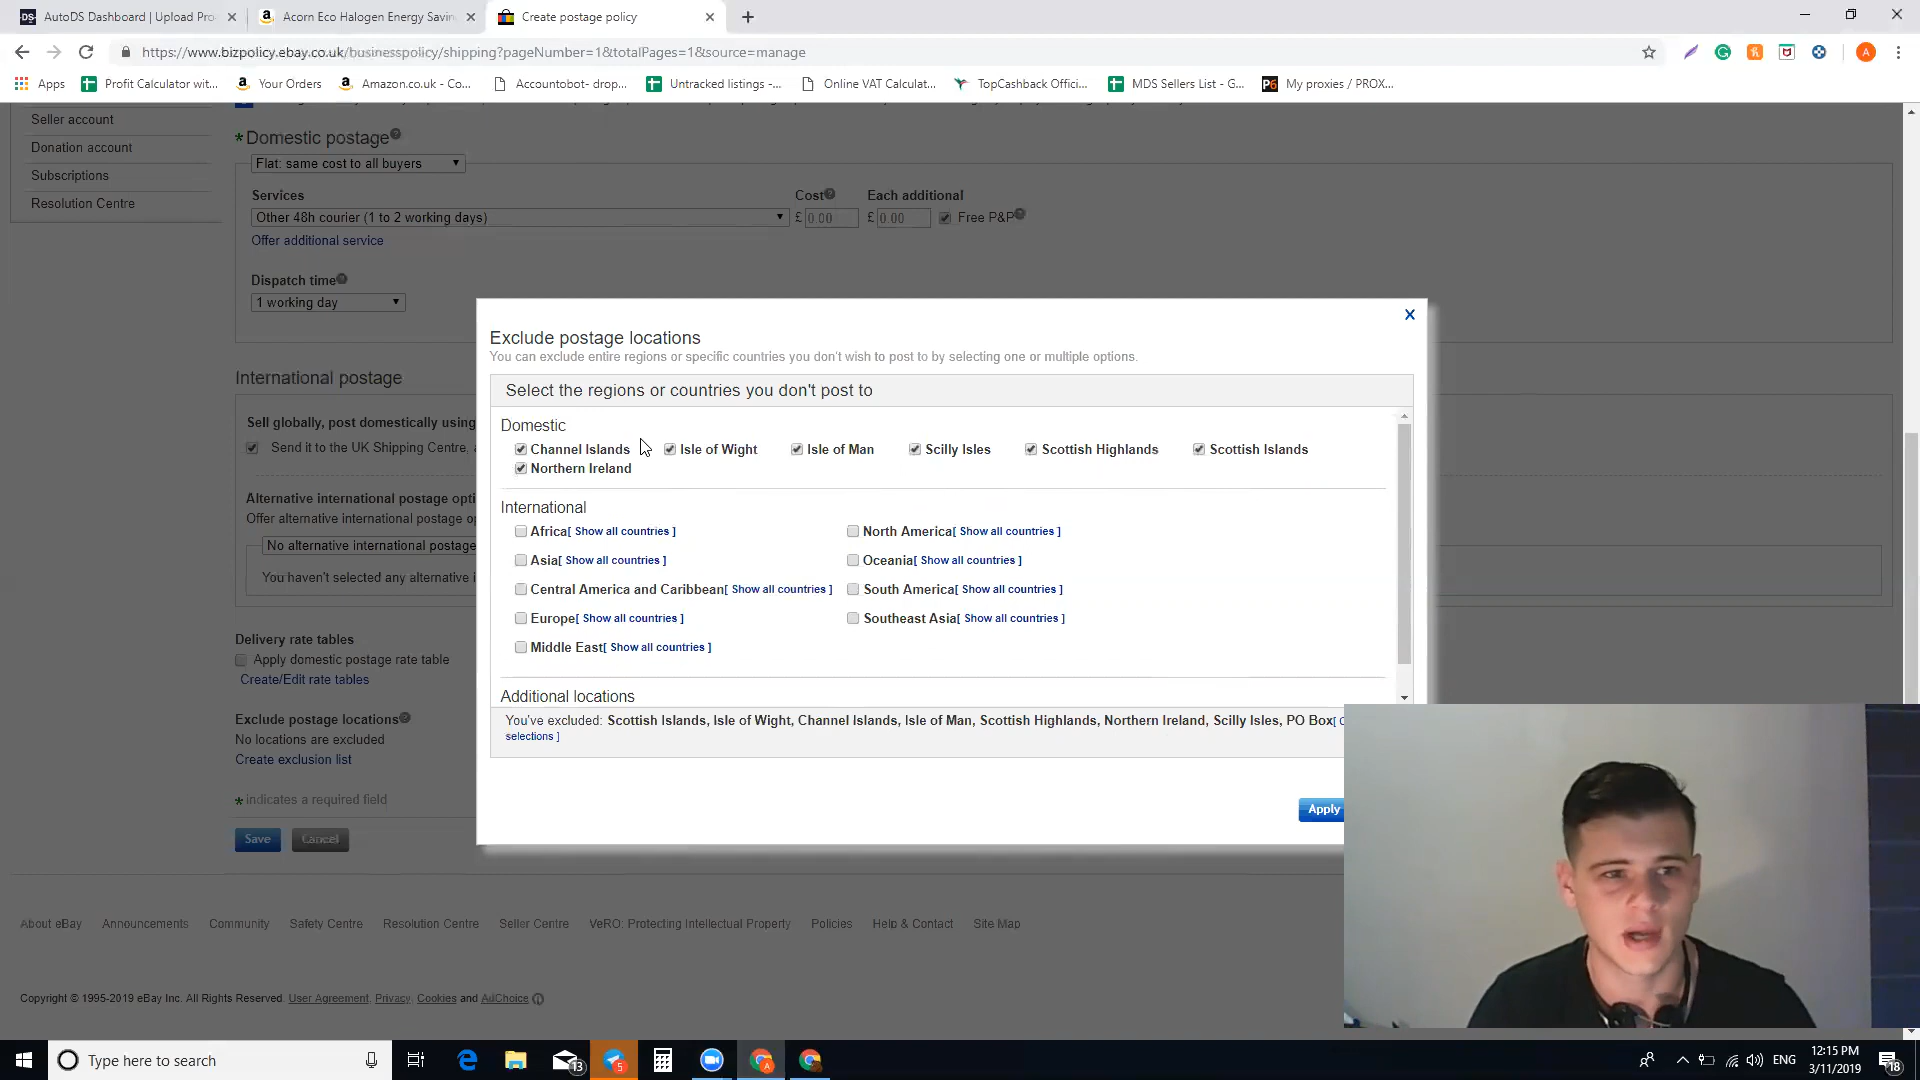 AutoDS Dashboard | Upload Pro
Acorn Eco Halogen Energy Savin
Create postage policy
https://www.bizpolicy.ebay.co.uk/businesspolicy/shipping?pageNumber=1&totalPages=1&source=manage
Apps
Profit Calculator wit...
Your Orders
Amazon.co.uk - Co...
Accountobot- drop...
Untracked listings -...
Online VAT Calculat...
TopCashback Offici...
MDS Sellers List - G...
My proxies / PROX...
Seller account
Donation account
Subscriptions
Resolution Centre
* Domestic postage
Flat: same cost to all buyers
Services
Cost
Each additional
Other 48h courier (1 to 2 working days)
£ 0.00
£ 0.00
Free P&P
Offer additional service
Dispatch time
1 working day
International postage
Sell globally, post domestically using
Send it to the UK Shipping Centre,
Alternative international postage opti
Offer alternative international postage op
No alternative international postage
You haven't selected any alternative i
Delivery rate tables
Apply domestic postage rate table
Create/Edit rate tables
Exclude postage locations
No locations are excluded
Create exclusion list
* indicates a required field
Save
Cancel
Exclude postage locations
X
You can exclude entire regions or specific countries you don't wish to post to by selecting one or multiple options.
Select the regions or countries you don't post to
Domestic
Channel Islands
Isle of Wight
Isle of Man
Scilly Isles
Scottish Highlands
Scottish Islands
Northern Ireland
International
Africa[ Show all countries ]
North America[ Show all countries ]
Asia[ Show all countries ]
Oceania[ Show all countries ]
Central America and Caribbean[ Show all countries ]
South America[ Show all countries ]
Europe[ Show all countries ]
Southeast Asia[ Show all countries ]
Middle East[ Show all countries ]
Additional locations
You've excluded: Scottish Islands, Isle of Wight, Channel Islands, Isle of Man, Scottish Highlands, Northern Ireland, Scilly Isles, PO Box[
selections ]
Apply
About eBay
Announcements
Community
Safety Centre
Resolution Centre
Seller Centre
VeRO: Protecting Intellectual Property
Policies
Help & Contact
Site Map
Copyright © 1995-2019 eBay Inc. All Rights Reserved. User Agreement, Privacy, Cookies and AdChoice
Type here to search
13
5
ENG
12:15 PM
3/11/2019
18